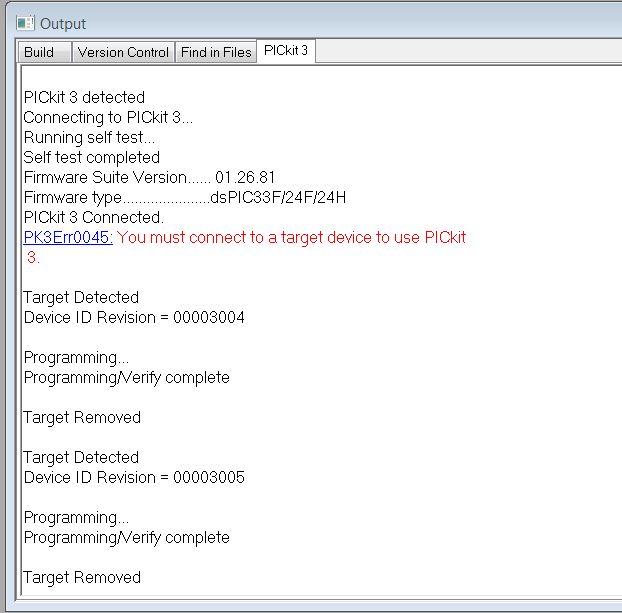 Output
Build Version Control Find in Files PICkit 3
PICkit 3 detected
Connecting to PICkit 3...
Running self test...
Self test completed
Firmware Suite Version...... 01.26.81
Firmware type......................dsPIC33F/24F/24H
PICkit 3 Connected.
PK3Err0045: You must connect to a target device to use PICkit
3.
Target Detected
Device ID Revision = 00003004
Programming...
Programming/Verify complete
Target Removed
Target Detected
Device ID Revision = 00003005
Programming...
Programming/Verify complete
Target Removed